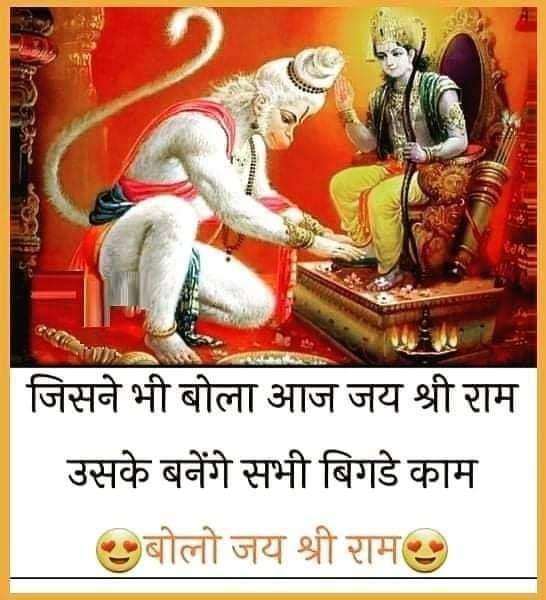 जिसने भी बोला आज जय श्री राम
उसके बनेंगे सभी बिगडे काम
😍बोलो जय श्री राम😍